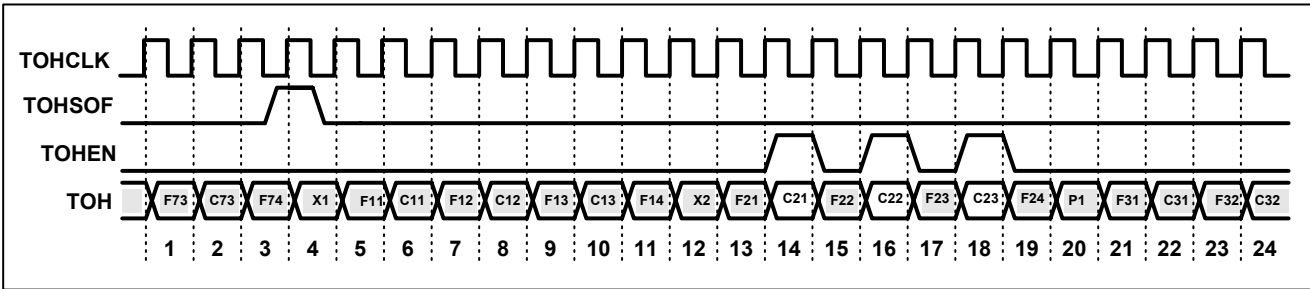 TOHCLK
TOHSOF
TOHEN
TOH F73 C73 F74 X1 F11 C11 F12 C12 F13 C13 F14 X2 F21 C21 F22 C22 F23 C23 F24 P1 F31 C31 F32 C32
1 2 3 4 5 6 7 8 9 10 11 12 13 14 15 16 17 18 19 20 21 22 23 24